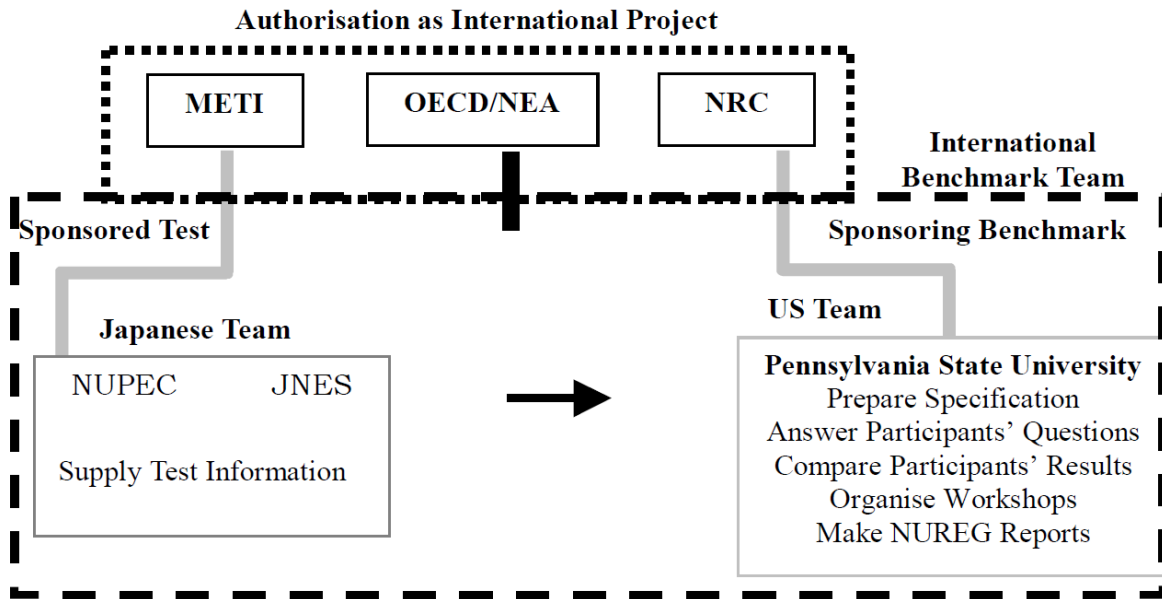 Authorisation as International Project
METI
OECD/NEA
NRC
International
Benchmark Team
Sponsored Test
Sponsoring Benchmark
Japanese Team
US Team
NUPEC JNES
Supply Test Information
Pennsylvania State University
Prepare Specification
Answer Participants’ Questions
Compare Participants’ Results
Organise Workshops
Make NUREG Reports